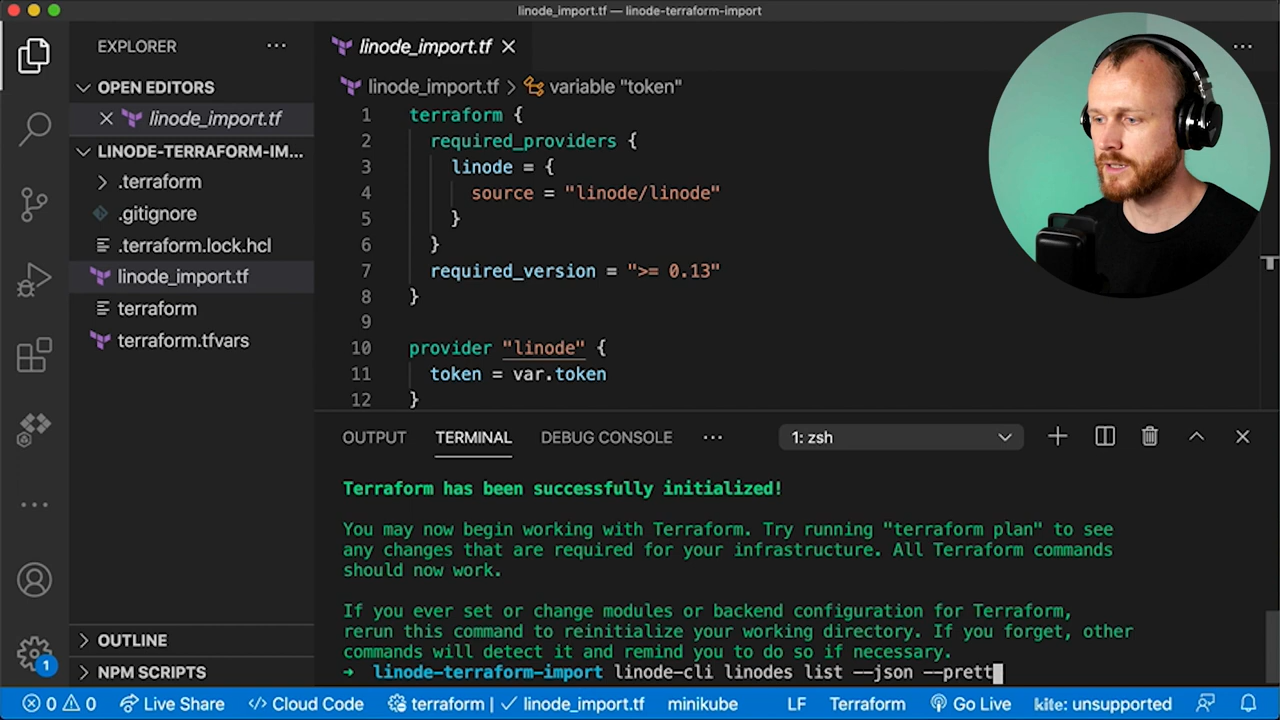 linode_import.tf — linode-terraform-import
EXPLORER
OPEN EDITORS
linode_import.tf
LINODE-TERRAFORM-IM...
.terraform
.gitignore
.terraform.lock.hcl
linode_import.tf
terraform
terraform.tfvars
OUTLINE
NPM SCRIPTS
linode_import.tf
linode_import.tf > variable "token"
1 terraform {
2 required_providers {
3 linode = {
4 source = "linode/linode"
5 }
6 }
7 required_version = ">= 0.13"
8 }
9
10 provider "linode" {
11 token = var.token
12 }
OUTPUT TERMINAL DEBUG CONSOLE ··· 1: zsh
Terraform has been successfully initialized!
You may now begin working with Terraform. Try running "terraform plan" to see
any changes that are required for your infrastructure. All Terraform commands
should now work.
If you ever set or change modules or backend configuration for Terraform,
rerun this command to reinitialize your working directory. If you forget, other
commands will detect it and remind you to do so if necessary.
➜ linode-terraform-import linode-cli linodes list --json --prett
1
0 0 Live Share Cloud Code terraform | ✓ linode_import.tf minikube LF Terraform Go Live kite: unsupported